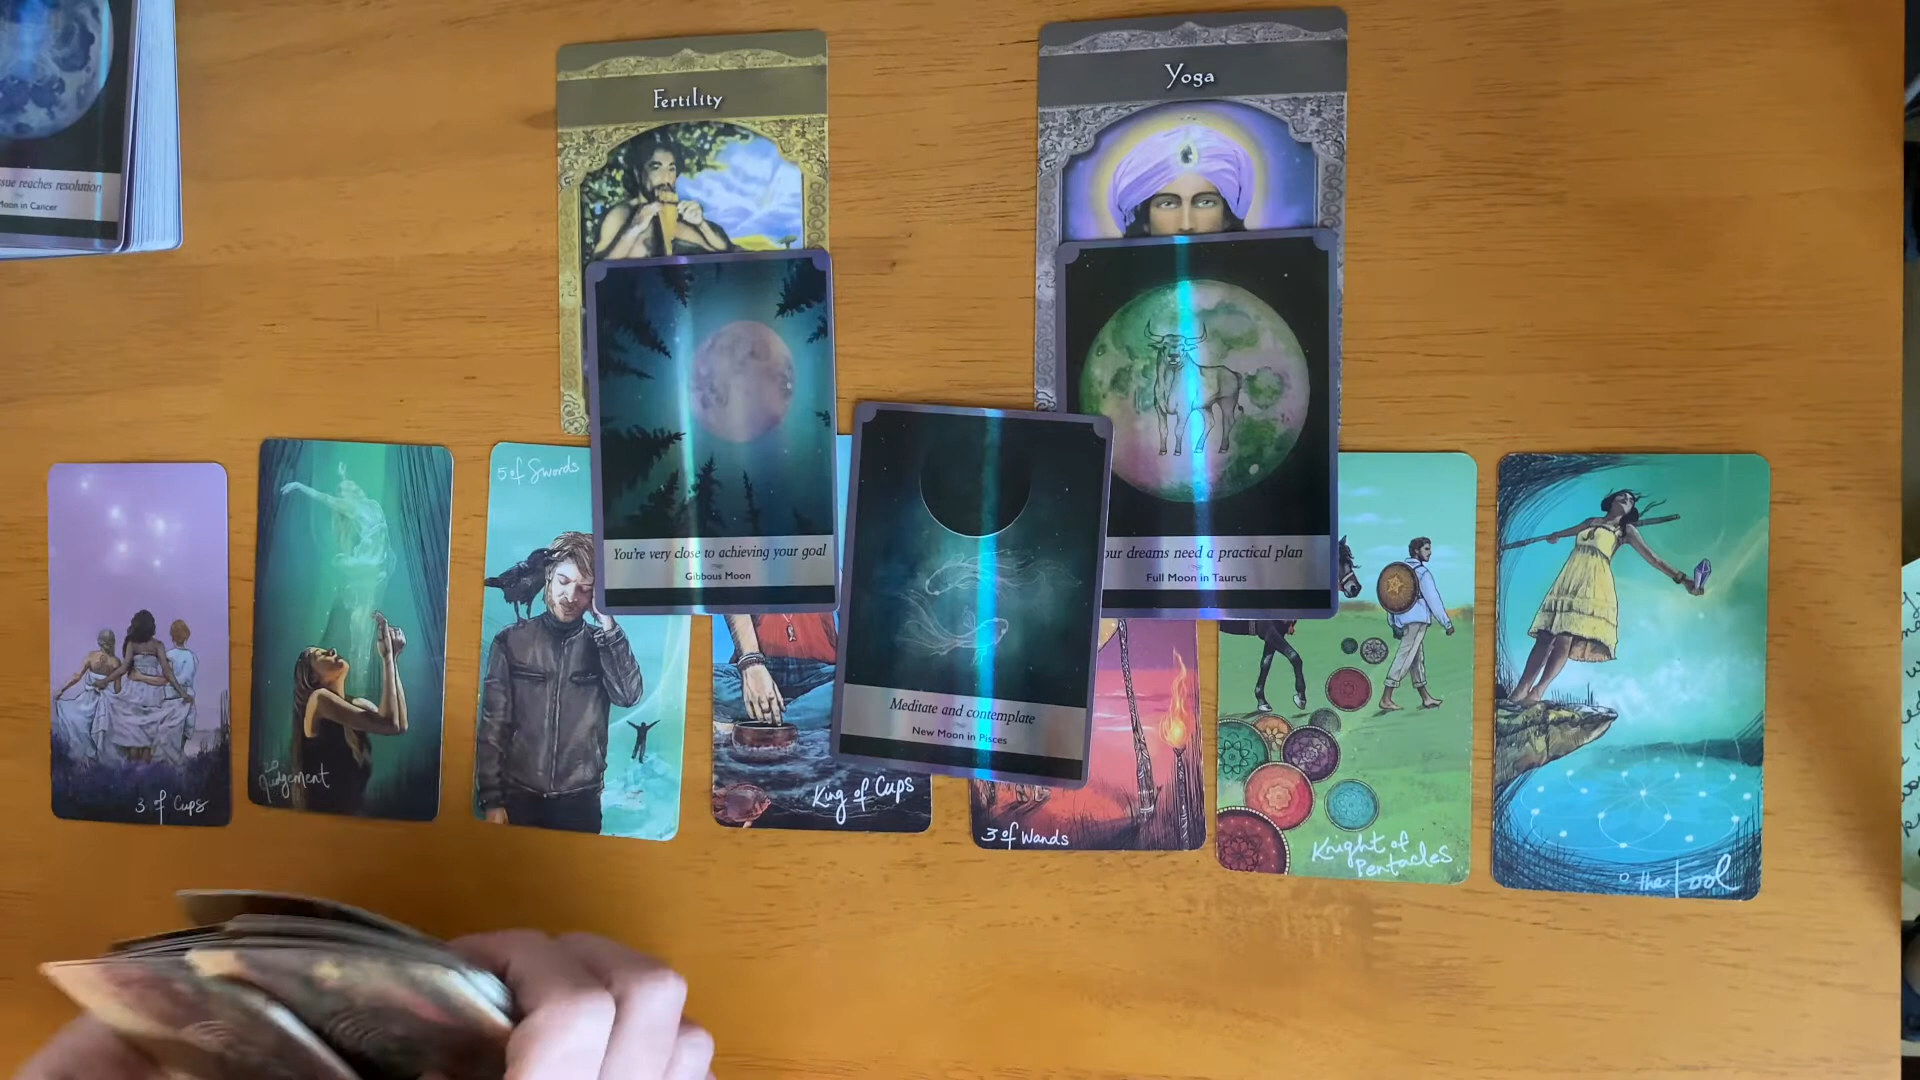 reaches resolution
Moon in Cancer
Fertility
Yoga
You're very close to achieving your goal
Gibbous Moon
dreams need a practical plan
Full Moon in Taurus
Meditate and contemplate
New Moon in Pisces
3 of Cups
20
Judgement
5 of Swords
King of Cups
3 of Wands
Knight of
Pentacles
0 the Fool